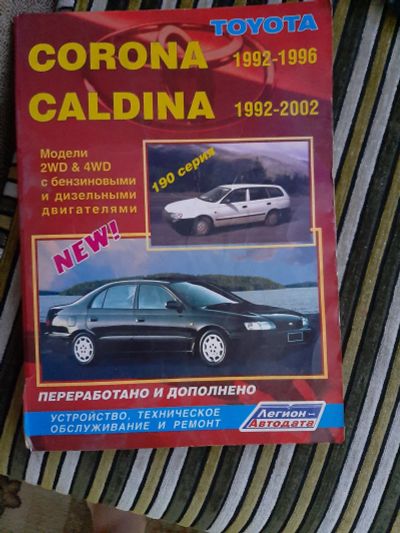 TOYOTA
CORONA 1992-1996
CALDINA 1992-2002
Модели
2WD & 4WD
с бензиновыми
и дизельными
двигателями
190 серия
NEW!
ПЕРЕРАБОТАНО И ДОПОЛНЕНО
УСТРОЙСТВО, ТЕХНИЧЕСКОЕ
ОБСЛУЖИВАНИЕ И РЕМОНТ
Легион-
Автодата